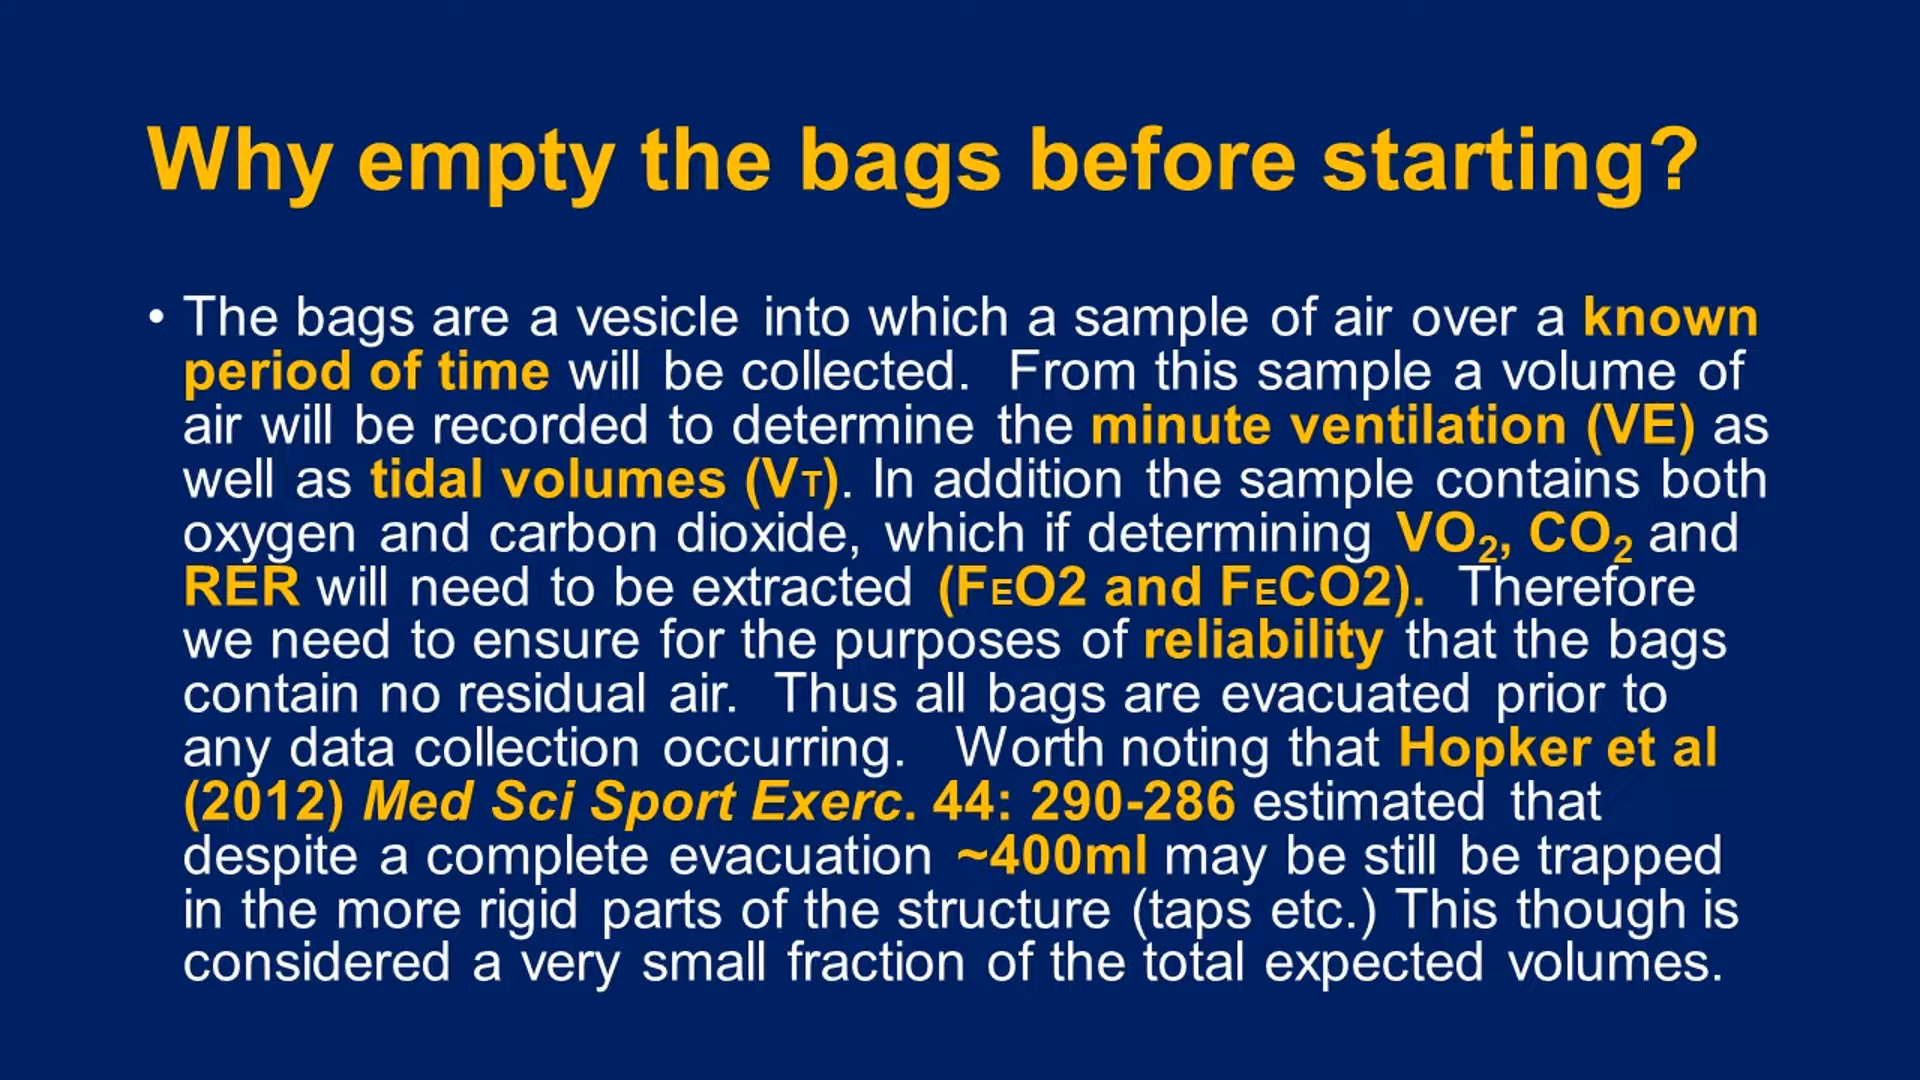 Why empty the bags before starting?
• The bags are a vesicle into which a sample of air over a known
period of time will be collected. From this sample a volume of
air will be recorded to determine the minute ventilation (VE) as
well as tidal volumes (VT). In addition the sample contains both
oxygen and carbon dioxide, which if determining VO2, CO2 and
RER will need to be extracted (FEO2 and FECO2). Therefore
we need to ensure for the purposes of reliability that the bags
contain no residual air. Thus all bags are evacuated prior to
any data collection occurring. Worth noting that Hopker et al
(2012) Med Sci Sport Exerc. 44: 290-286 estimated that
despite a complete evacuation ~400ml may be still be trapped
in the more rigid parts of the structure (taps etc.) This though is
considered a very small fraction of the total expected volumes.